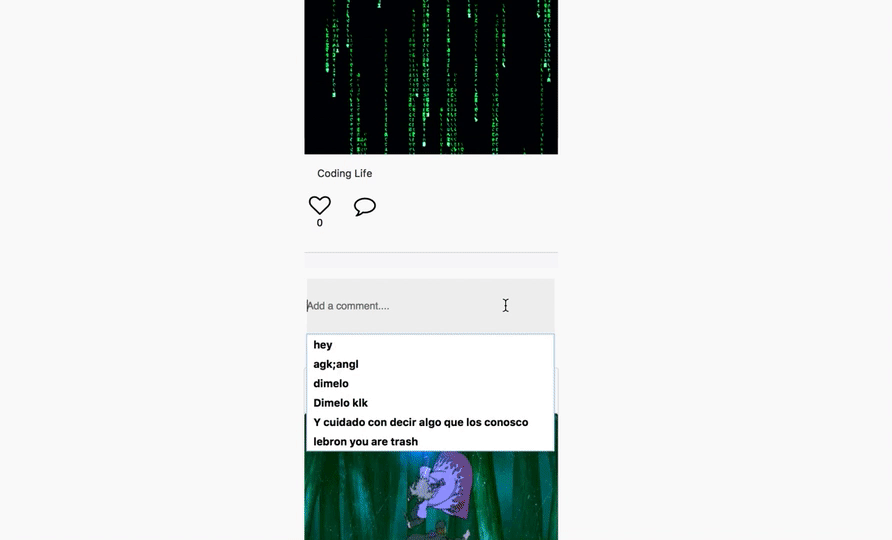 Coding Life
0
Add a comment....
hey
agk;angl
dimelo
Dimelo klk
Y cuidado con decir algo que los conosco
lebron you are trash